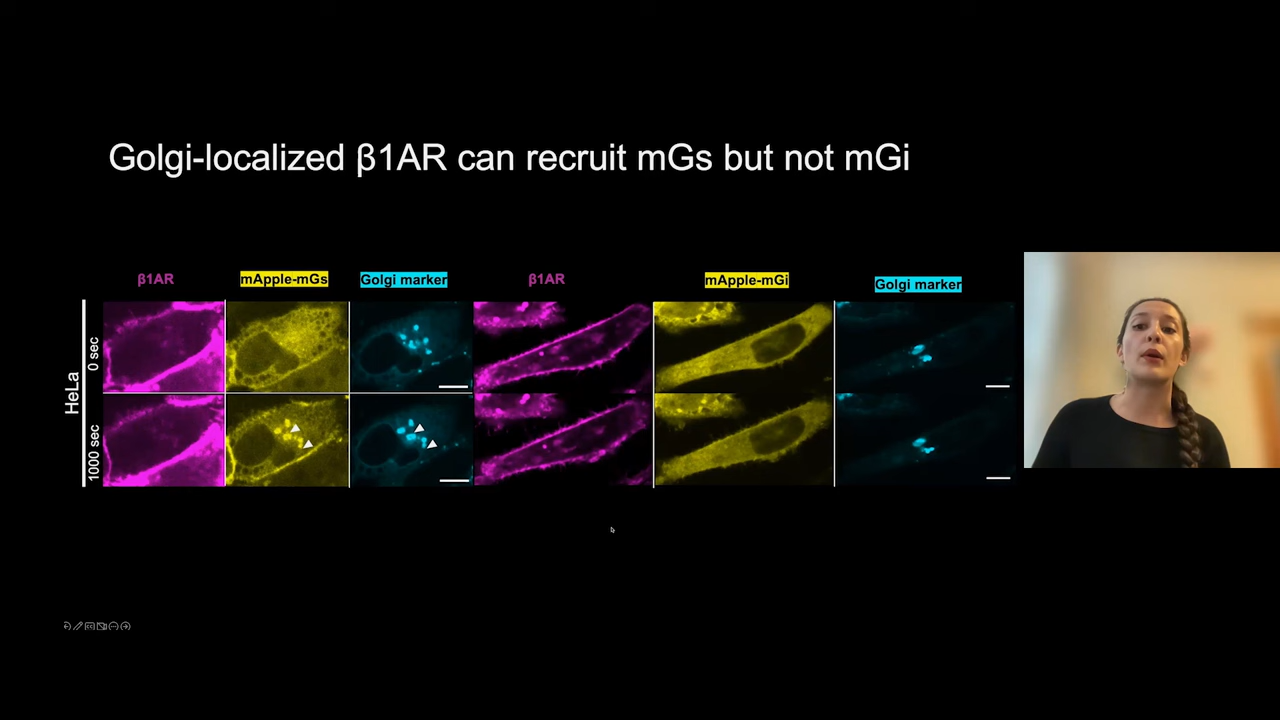 Golgi-localized β1AR can recruit mGs but not mGi
β1AR mApple-mGs Golgi marker β1AR mApple-mGi Golgi marker
HeLa
0 sec
1000 sec